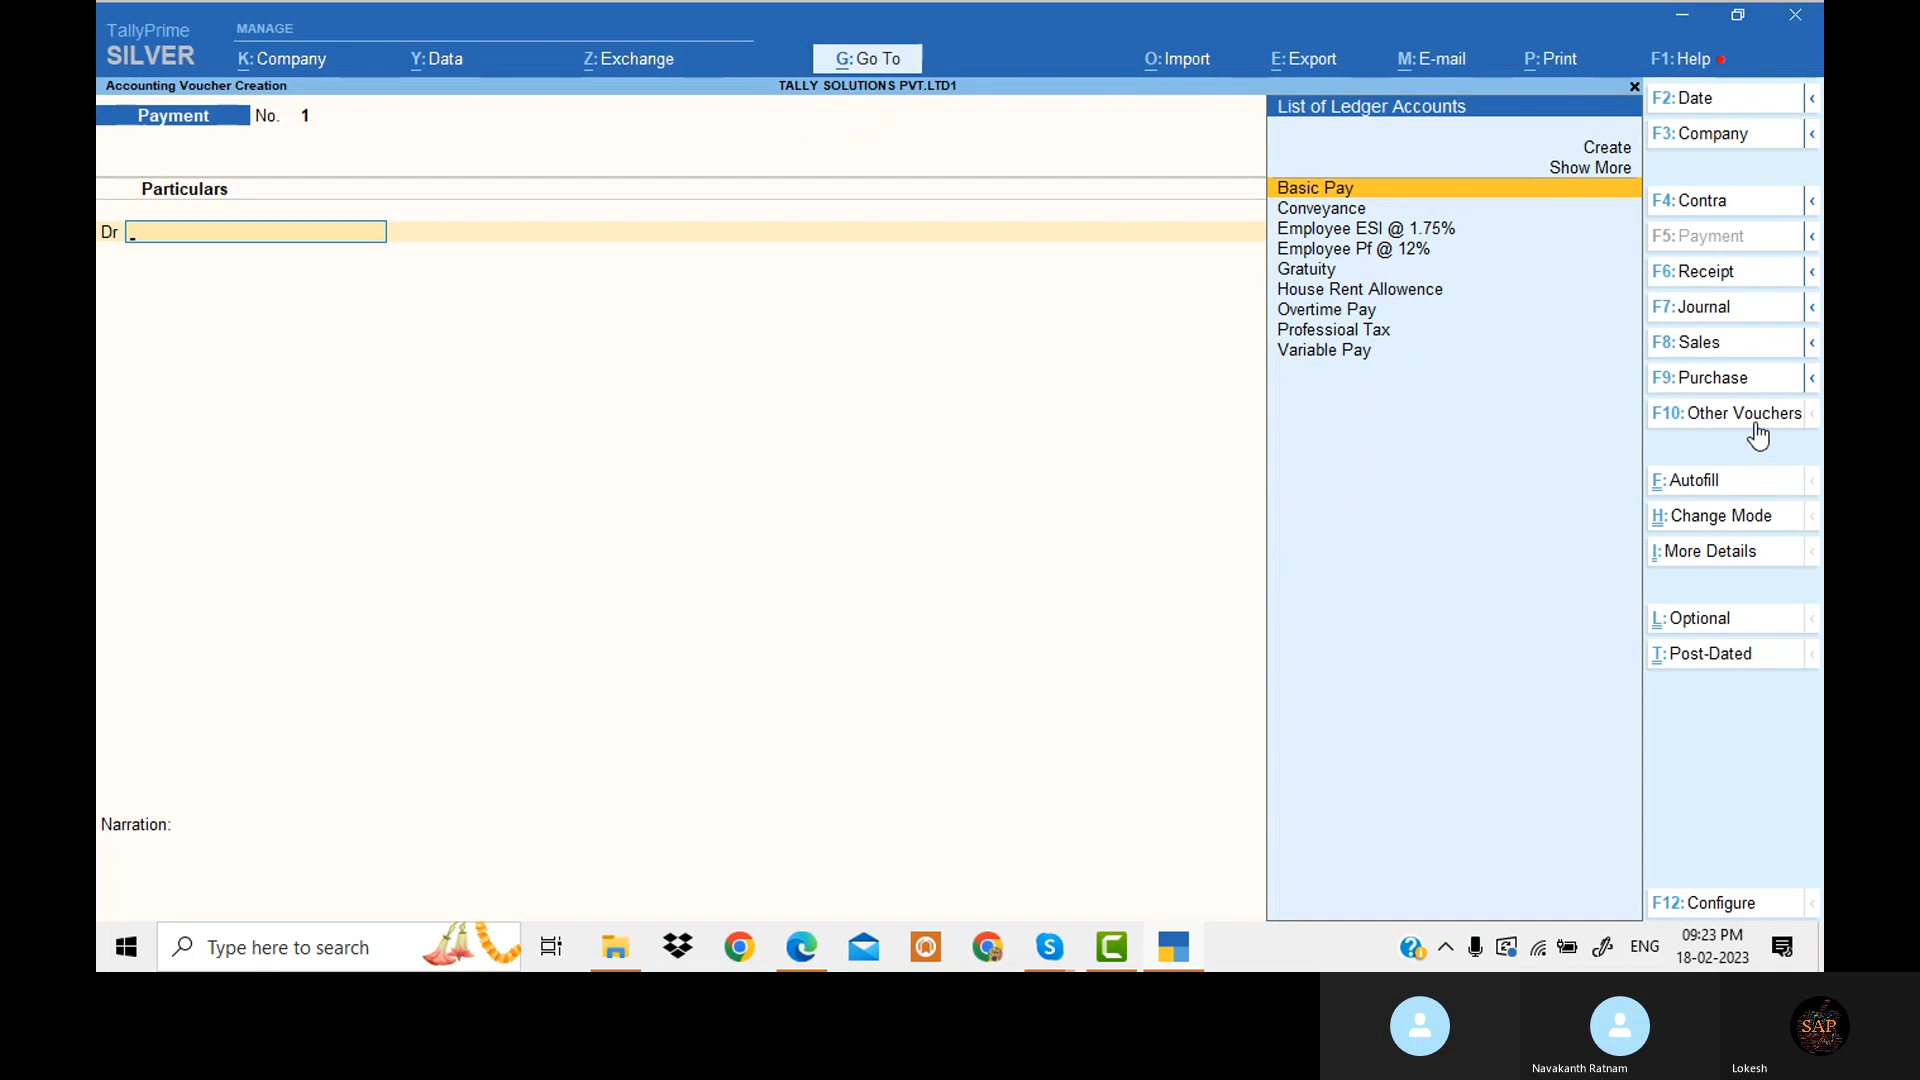 TallyPrime
SILVER
MANAGE
K: Company
Y: Data
Z: Exchange
G: Go To
O: Import
E: Export
M: E-mail
P: Print
F1: Help
Accounting Voucher Creation
TALLY SOLUTIONS PVT.LTD1
Payment No. 1
Particulars
Dr
Narration:
List of Ledger Accounts
Create
Show More
Basic Pay
Conveyance
Employee ESI @ 1.75%
Employee Pf @ 12%
Gratuity
House Rent Allowence
Overtime Pay
Professioal Tax
Variable Pay
F2: Date
F3: Company
F4: Contra
F5: Payment
F6: Receipt
F7: Journal
F8: Sales
F9: Purchase
F10: Other Vouchers
F: Autofill
H: Change Mode
I: More Details
L: Optional
T: Post-Dated
F12: Configure
Type here to search
ENG
09:23 PM
18-02-2023
SAP
Navakanth Ratnam
Lokesh